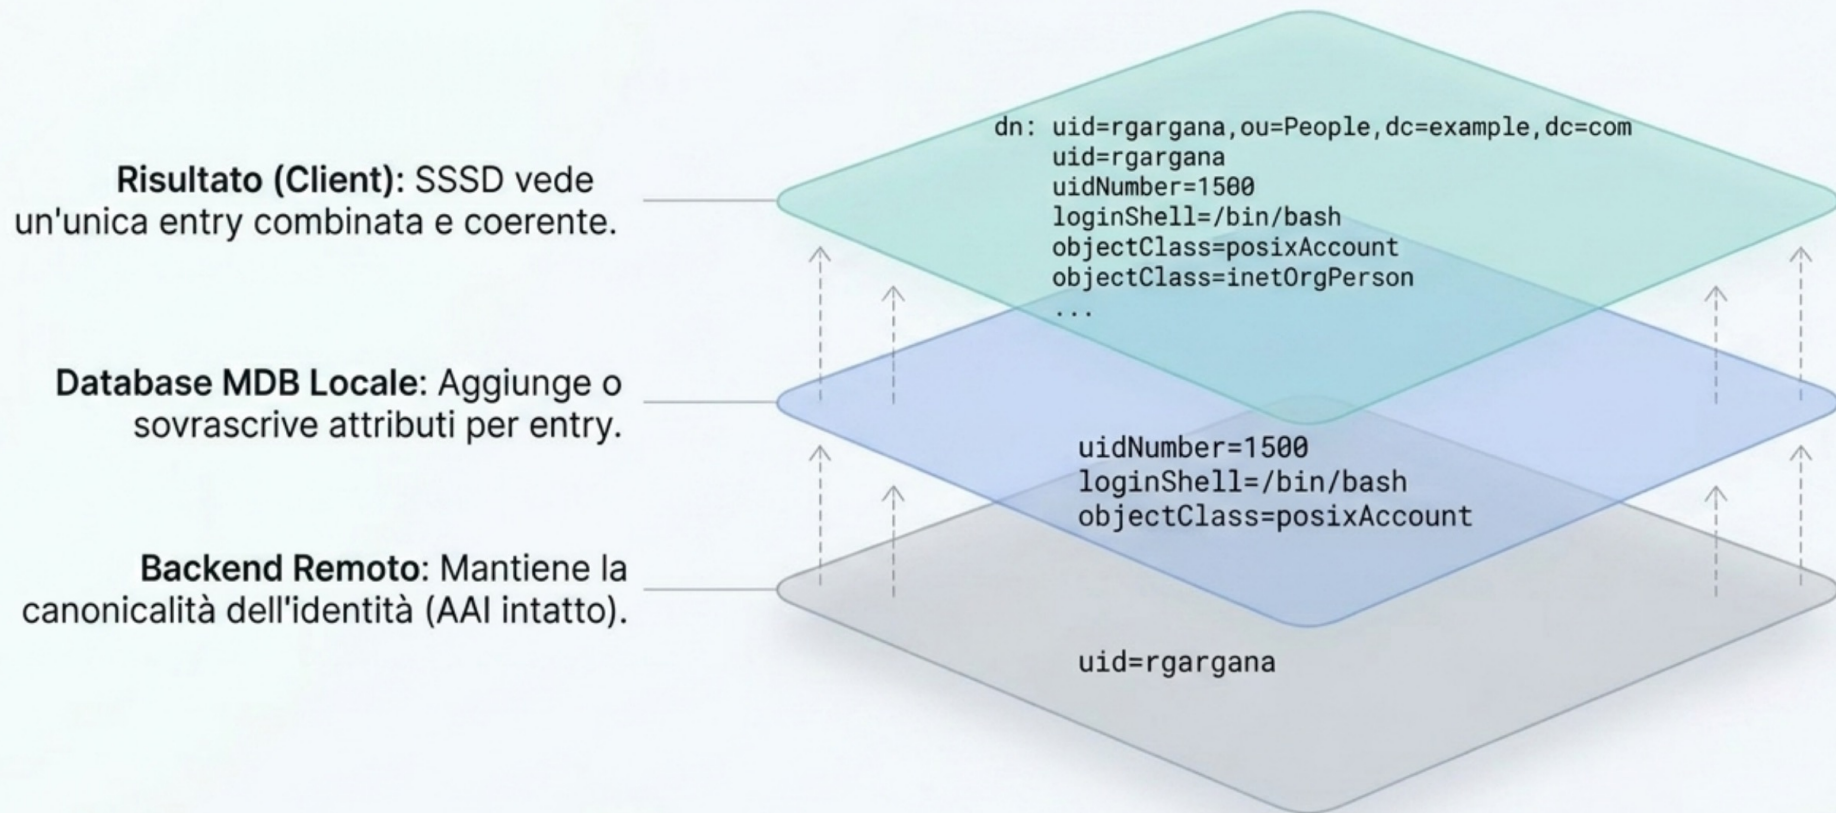 dn: uid=rgargana,ou=People,dc=example,dc=com
uid=rgargana
uidNumber=1500
loginShell=/bin/bash
objectClass=posixAccount
objectClass=inetOrgPerson
...
Risultato (Client): SSSD vede
un'unica entry combinata e coerente.
Database MDB Locale: Aggiunge o
sovrascrive attributi per entry.
uidNumber=1500
loginShell=/bin/bash
objectClass=posixAccount
Backend Remoto: Mantiene la
canonicalità dell'identità (AAI intatto).
uid=rgargana